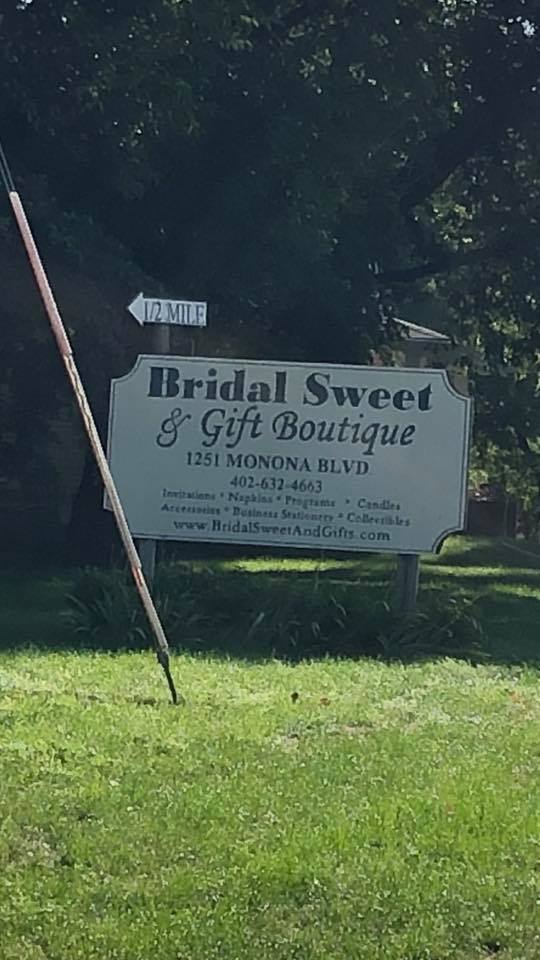 1/2 MILE
Bridal Sweet
& Gift Boutique
1251 MONONA BLVD
402-632-4663
Invitations * Napkins * Programs * Candles
Accessories * Business Stationery * Collectibles
www.BridalSweetAndGifts.com